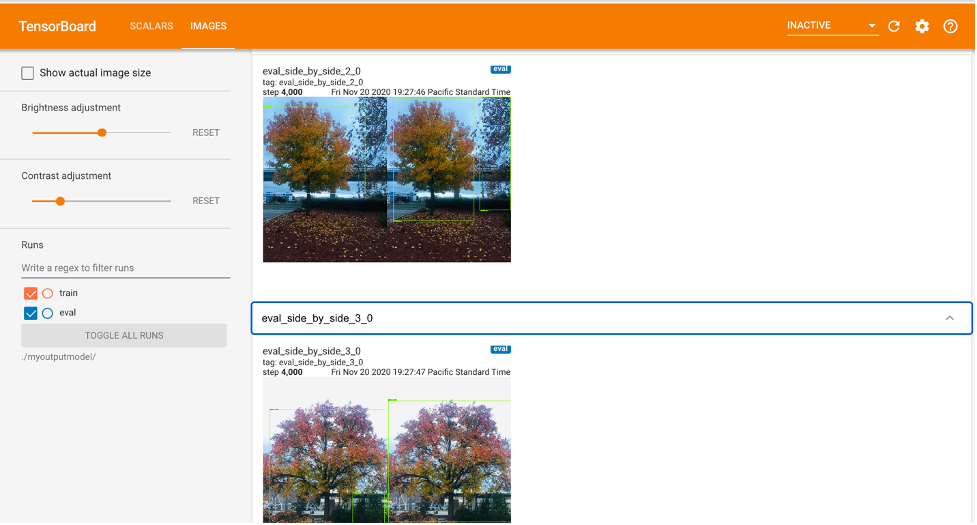 TensorBoard SCALARS IMAGES INACTIVE
Show actual image size
Brightness adjustment
RESET
Contrast adjustment
RESET
Runs
Write a regex to filter runs
train
eval
TOGGLE ALL RUNS
./myoutputmodel/
eval_side_by_side_2_0 eval
tag: eval_side_by_side_2_0
step 4,000 Fri Nov 20 2020 19:27:46 Pacific Standard Time
eval_side_by_side_3_0
eval_side_by_side_3_0 eval
tag: eval_side_by_side_3_0
step 4,000 Fri Nov 20 2020 19:27:47 Pacific Standard Time